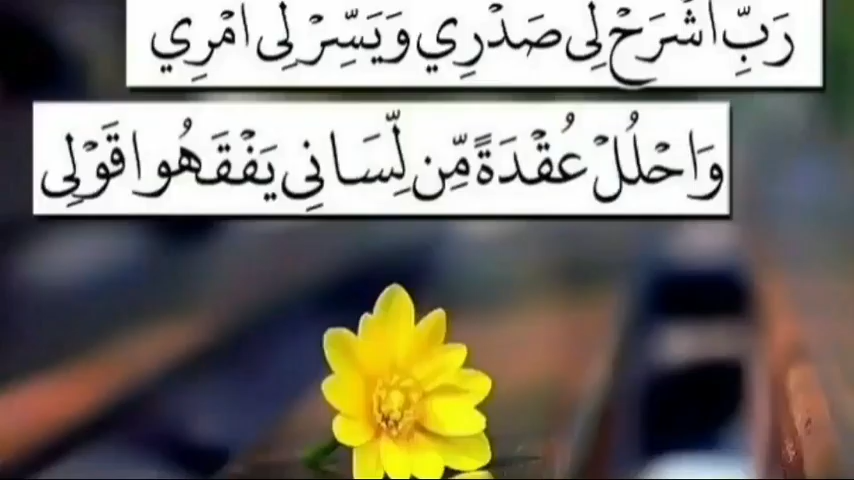 رَبِّ اشْرَحْ لِى صَدْرِي وَيَسِّرْ لِى أَمْرِي
وَاحْلُلْ عُقْدَةً مِّن لِّسَانِي يَفْقَهُوا قَوْلِى